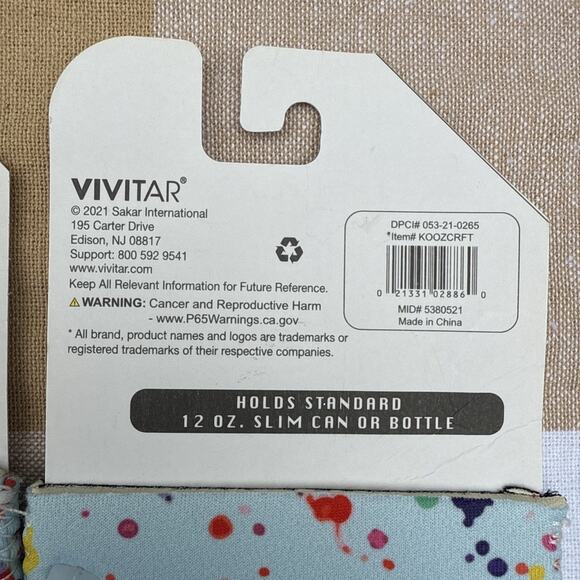 VIVITAR®
© 2021 Sakar International
195 Carter Drive
Edison, NJ 08817
Support: 800 592 9541
www.vivitar.com
Keep All Relevant Information for Future Reference.
⚠WARNING: Cancer and Reproductive Harm
- www.P65Warnings.ca.gov
* All brand, product names and logos are trademarks or
registered trademarks of their respective companies.
DPCI# 053-21-0265
*Item# KOOZCRFT
0 21331 02886 0
MID# 5380521
Made in China
HOLDS STANDARD
12 OZ. SLIM CAN OR BOTTLE